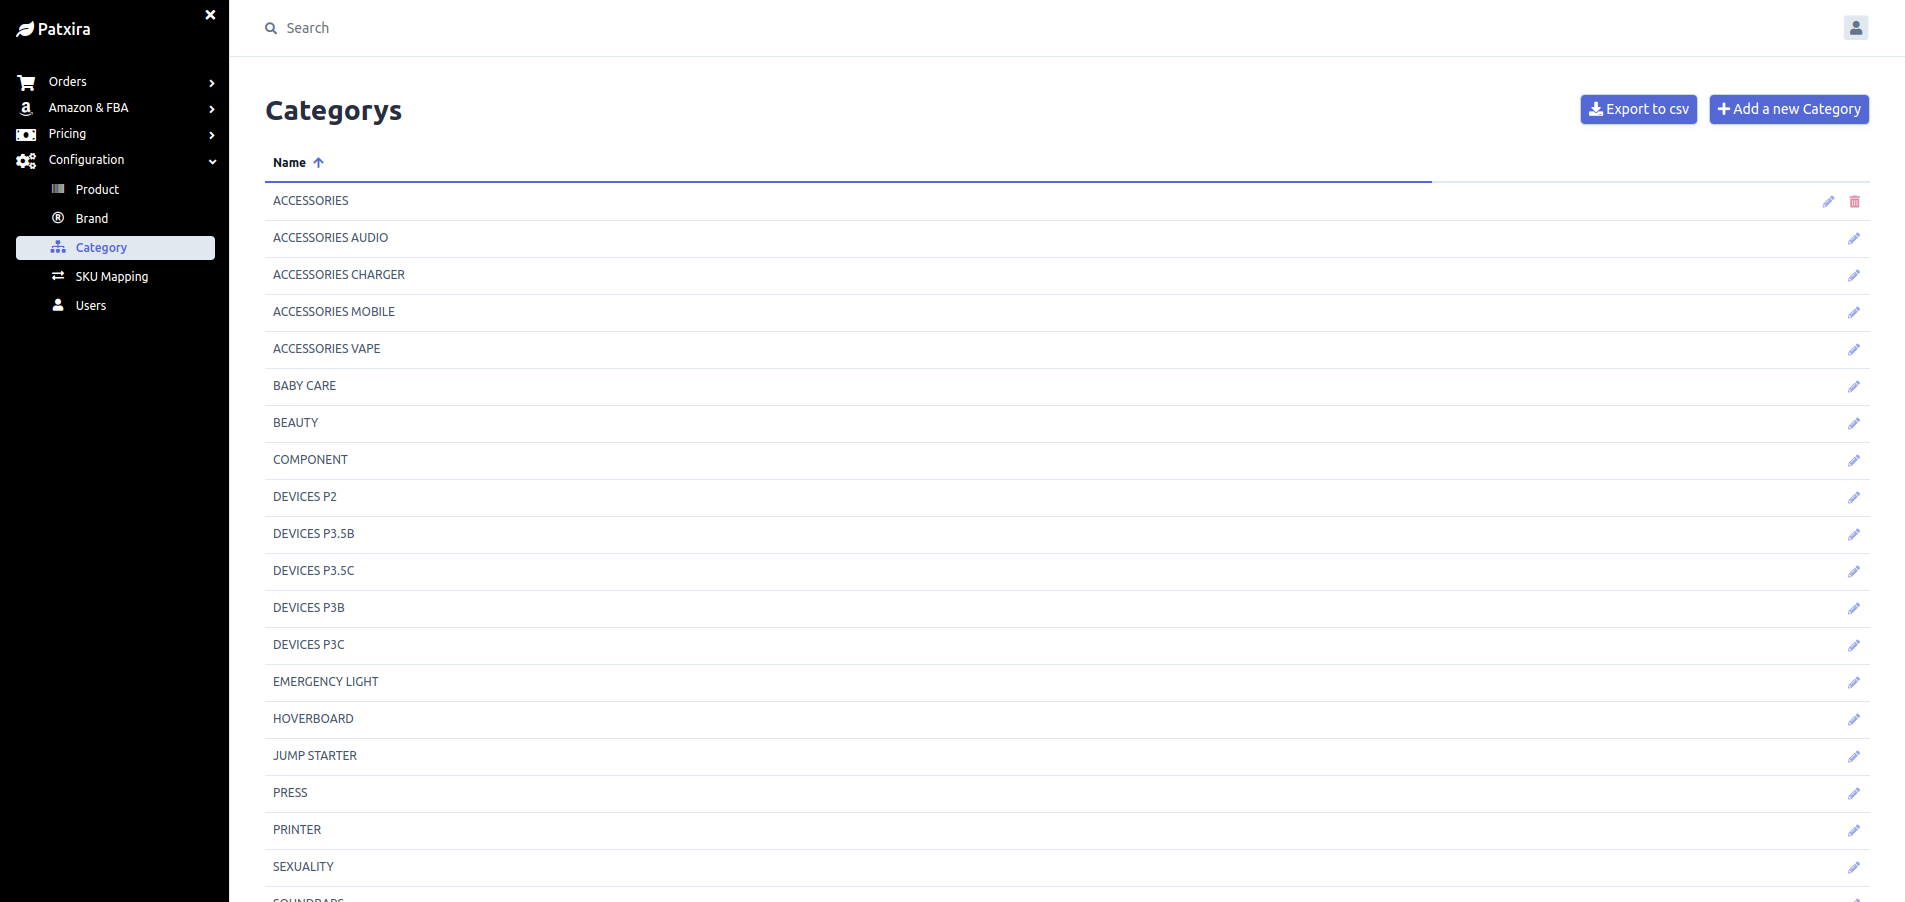 Patxira
Orders
Amazon & FBA
Pricing
Configuration
Product
Brand
Category
SKU Mapping
Users
Search
Categorys
Export to csv
Add a new Category
Name
ACCESSORIES
ACCESSORIES AUDIO
ACCESSORIES CHARGER
ACCESSORIES MOBILE
ACCESSORIES VAPE
BABY CARE
BEAUTY
COMPONENT
DEVICES P2
DEVICES P3.5B
DEVICES P3.5C
DEVICES P3B
DEVICES P3C
EMERGENCY LIGHT
HOVERBOARD
JUMP STARTER
PRESS
PRINTER
SEXUALITY